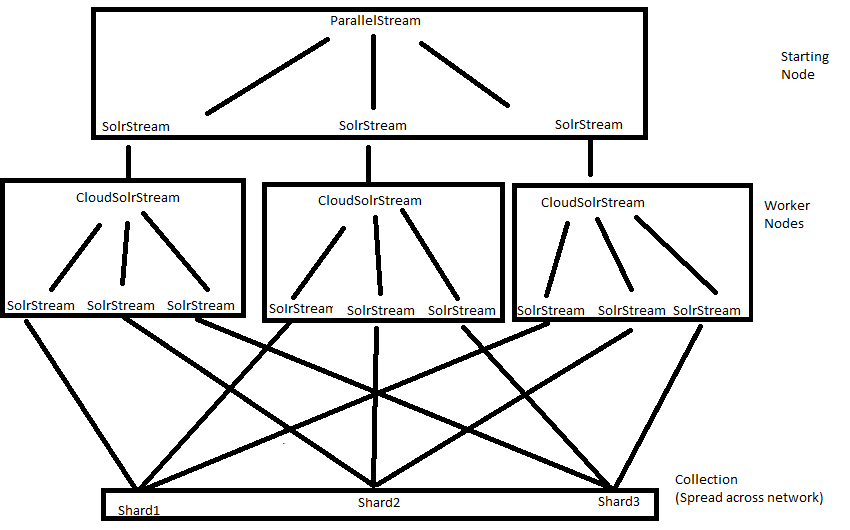 ParallelStream
Starting
Node
SolrStream
SolrStream
SolrStream
CloudSolrStream
CloudSolrStream
CloudSolrStream
Worker
Nodes
SolrStream
SolrStream
SolrStream
SolrStream
SolrStream
SolrStream
SolrStream
SolrStream
SolrStream
Collection
(Spread across network)
Shard1
Shard2
Shard3